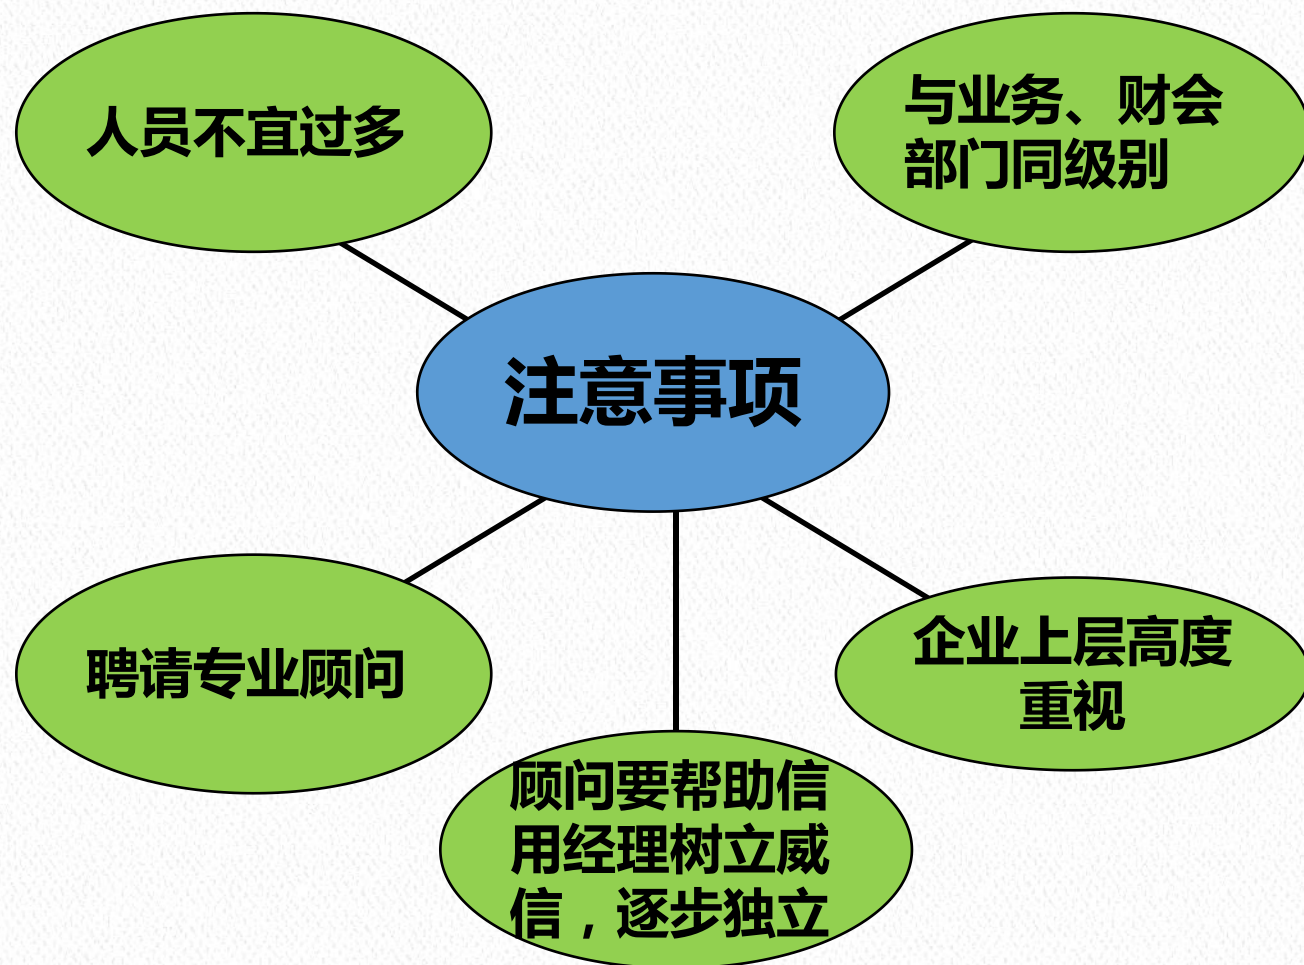 人员不宜过多
与业务、财会
部门同级别
注意事项
聘请专业顾问
企业上层高度
重视
顾问要帮助信
用经理树立威
信，逐步独立